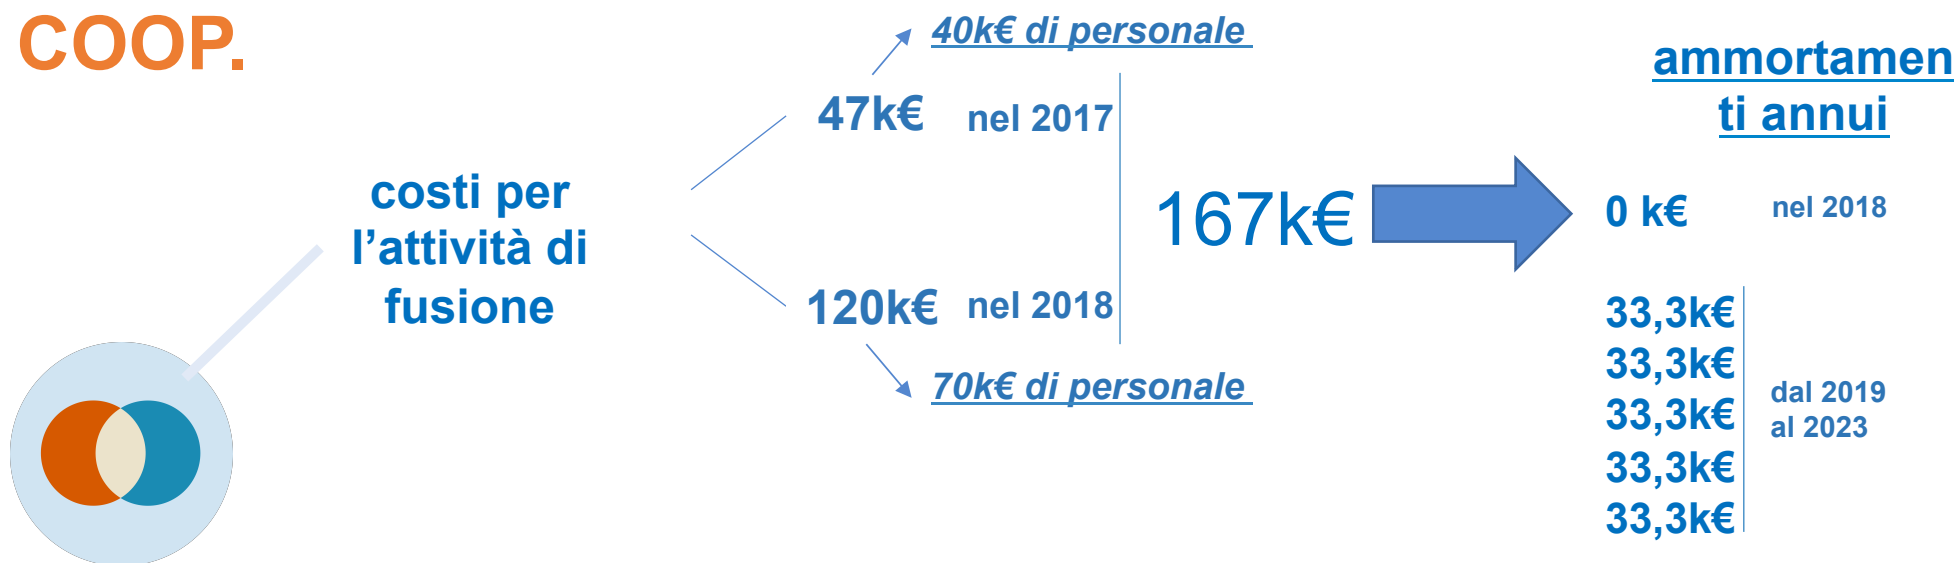 COOP.
costi per
l’attività di
fusione
40k€ di personale
47k€ nel 2017
120k€ nel 2018
70k€ di personale
167k€
ammortamen
ti annui
0 k€ nel 2018
33,3k€
33,3k€
33,3k€
33,3k€
33,3k€
dal 2019
al 2023